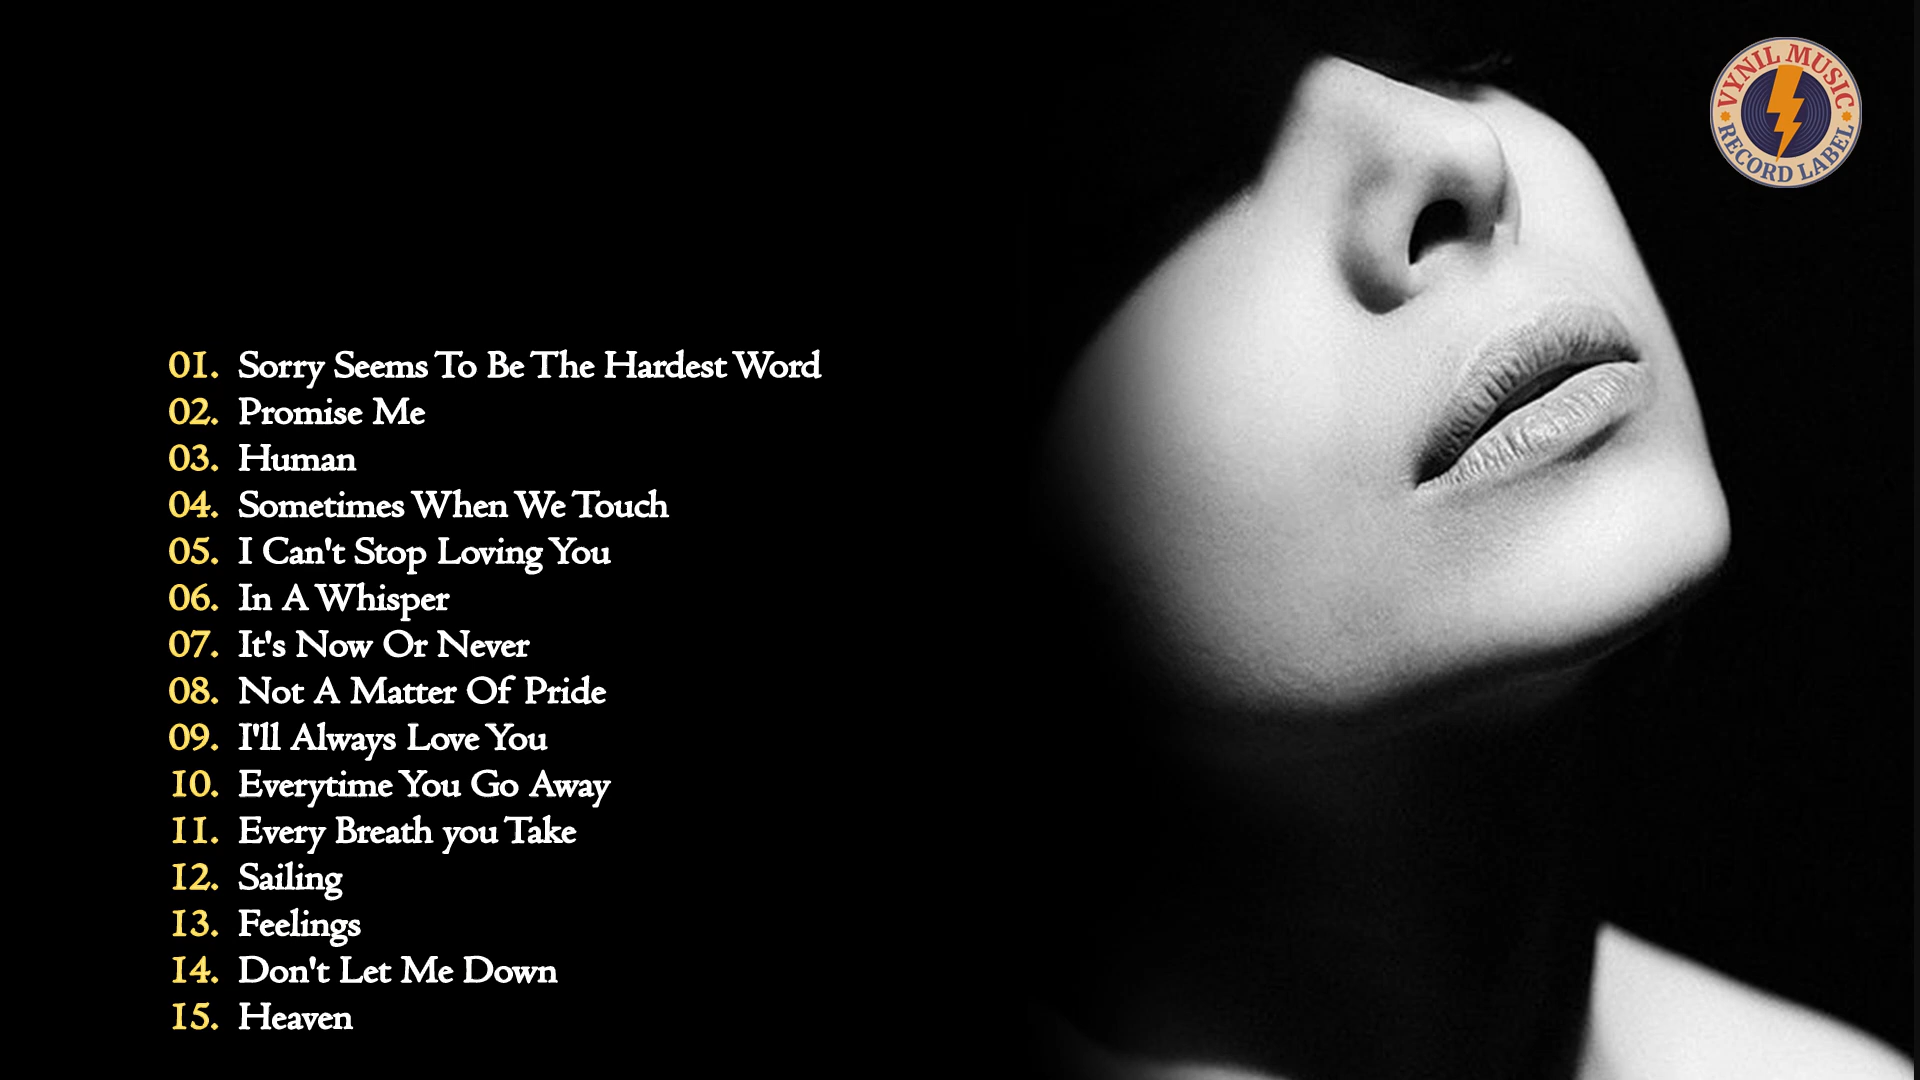 VYNIL MUSIC
RECORD LABEL
01. Sorry Seems To Be The Hardest Word
02. Promise Me
03. Human
04. Sometimes When We Touch
05. I Can't Stop Loving You
06. In A Whisper
07. It's Now Or Never
08. Not A Matter Of Pride
09. I'll Always Love You
10. Everytime You Go Away
11. Every Breath you Take
12. Sailing
13. Feelings
14. Don't Let Me Down
15. Heaven